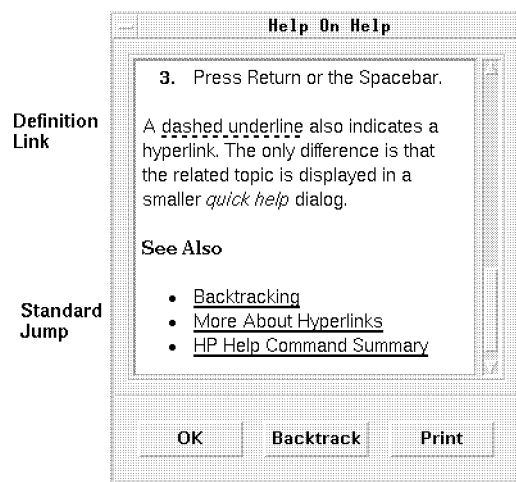 Help On Help
3. Press Return or the Spacebar.
Definition
Link
A dashed underline also indicates a
hyperlink. The only difference is that
the related topic is displayed in a
smaller quick help dialog.
See Also
Standard
Jump
• Backtracking
• More About Hyperlinks
• HP Help Command Summary
OK Backtrack Print